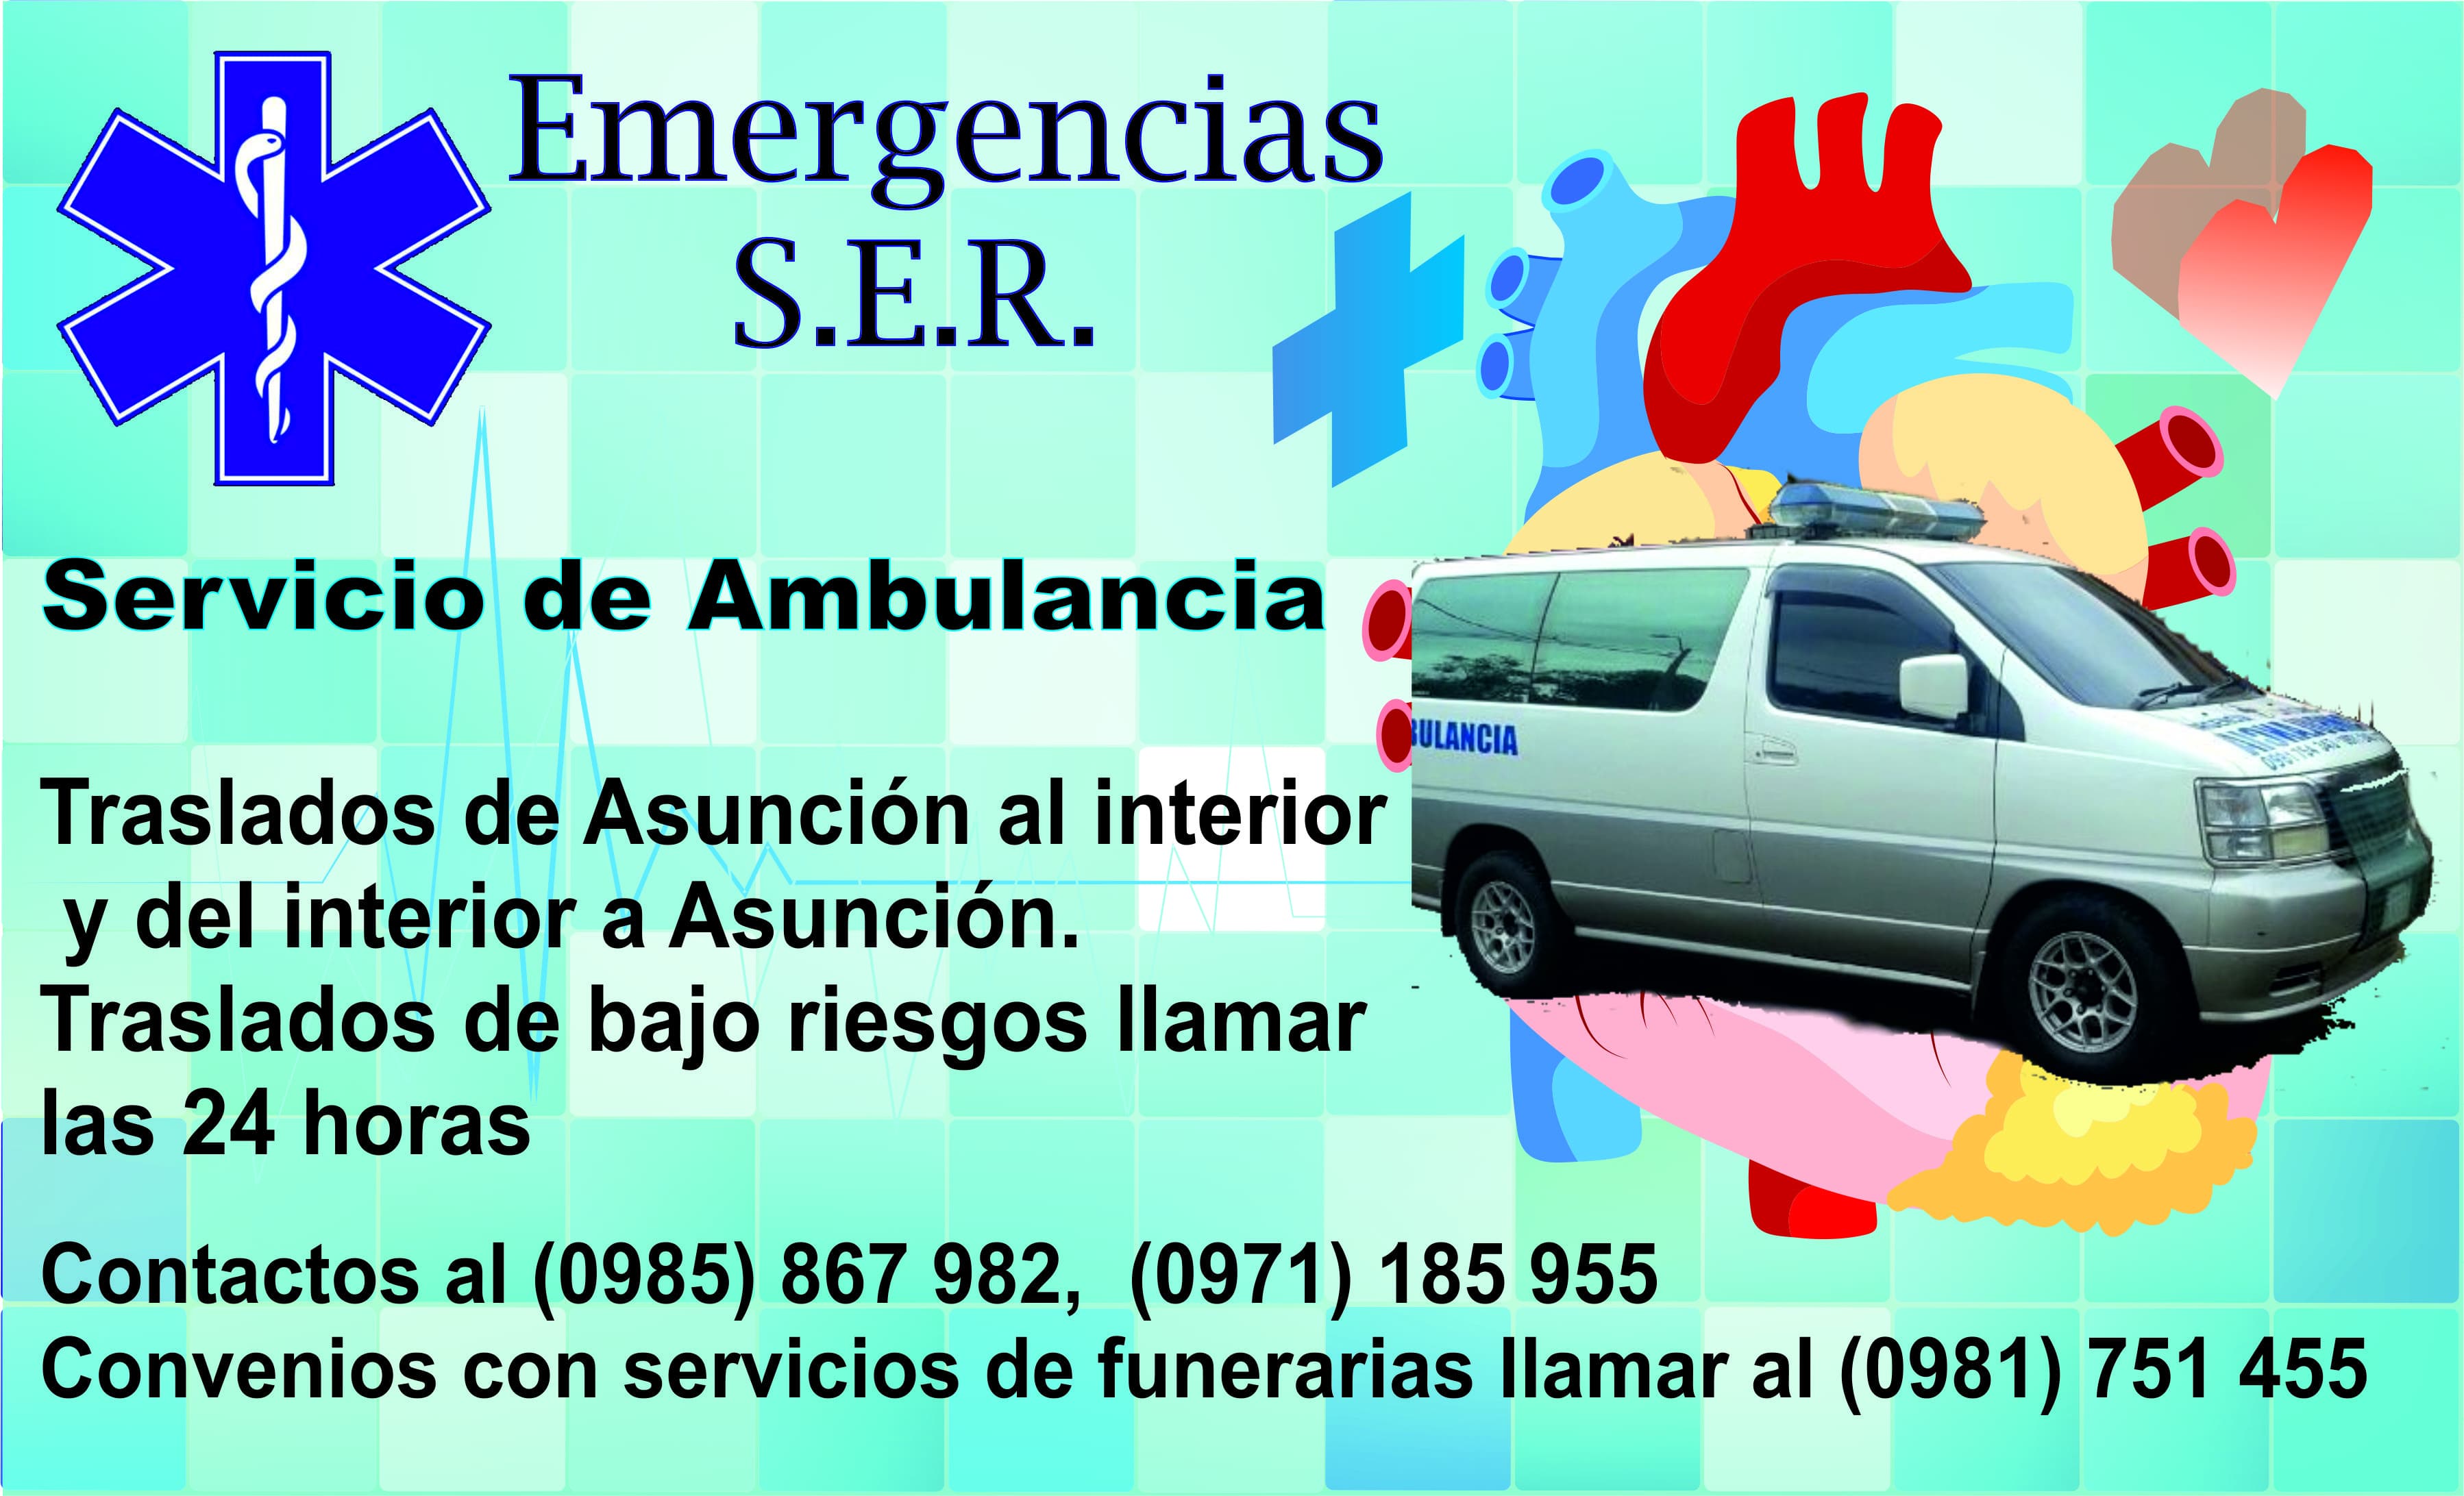 Emergencias
S.E.R.
Servicio de Ambulancia
Traslados de Asunción al interior
y del interior a Asunción.
Traslados de bajo riesgos llamar
las 24 horas
Contactos al (0985) 867 982, (0971) 185 955
Convenios con servicios de funerarias llamar al (0981) 751 455
BULANCIA